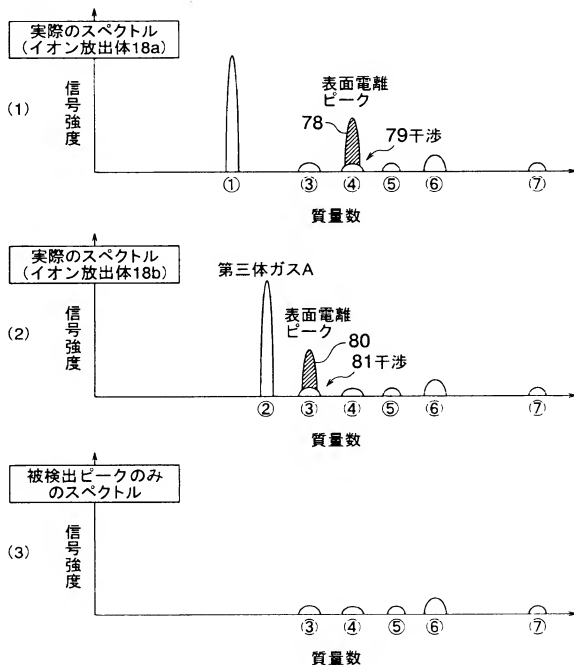 実際のスペクトル
(イオン放出体18a)
(1)
信号強度
表面電離
ピーク
78
79干渉
①
③
④
⑤
⑥
⑦
質量数
実際のスペクトル
(イオン放出体18b)
(2)
信号強度
第三体ガスA
表面電離
ピーク
80
81干渉
②
③
④
⑤
⑥
⑦
質量数
被検出ピークのみ
のスペクトル
(3)
信号強度
③
④
⑤
⑥
⑦
質量数